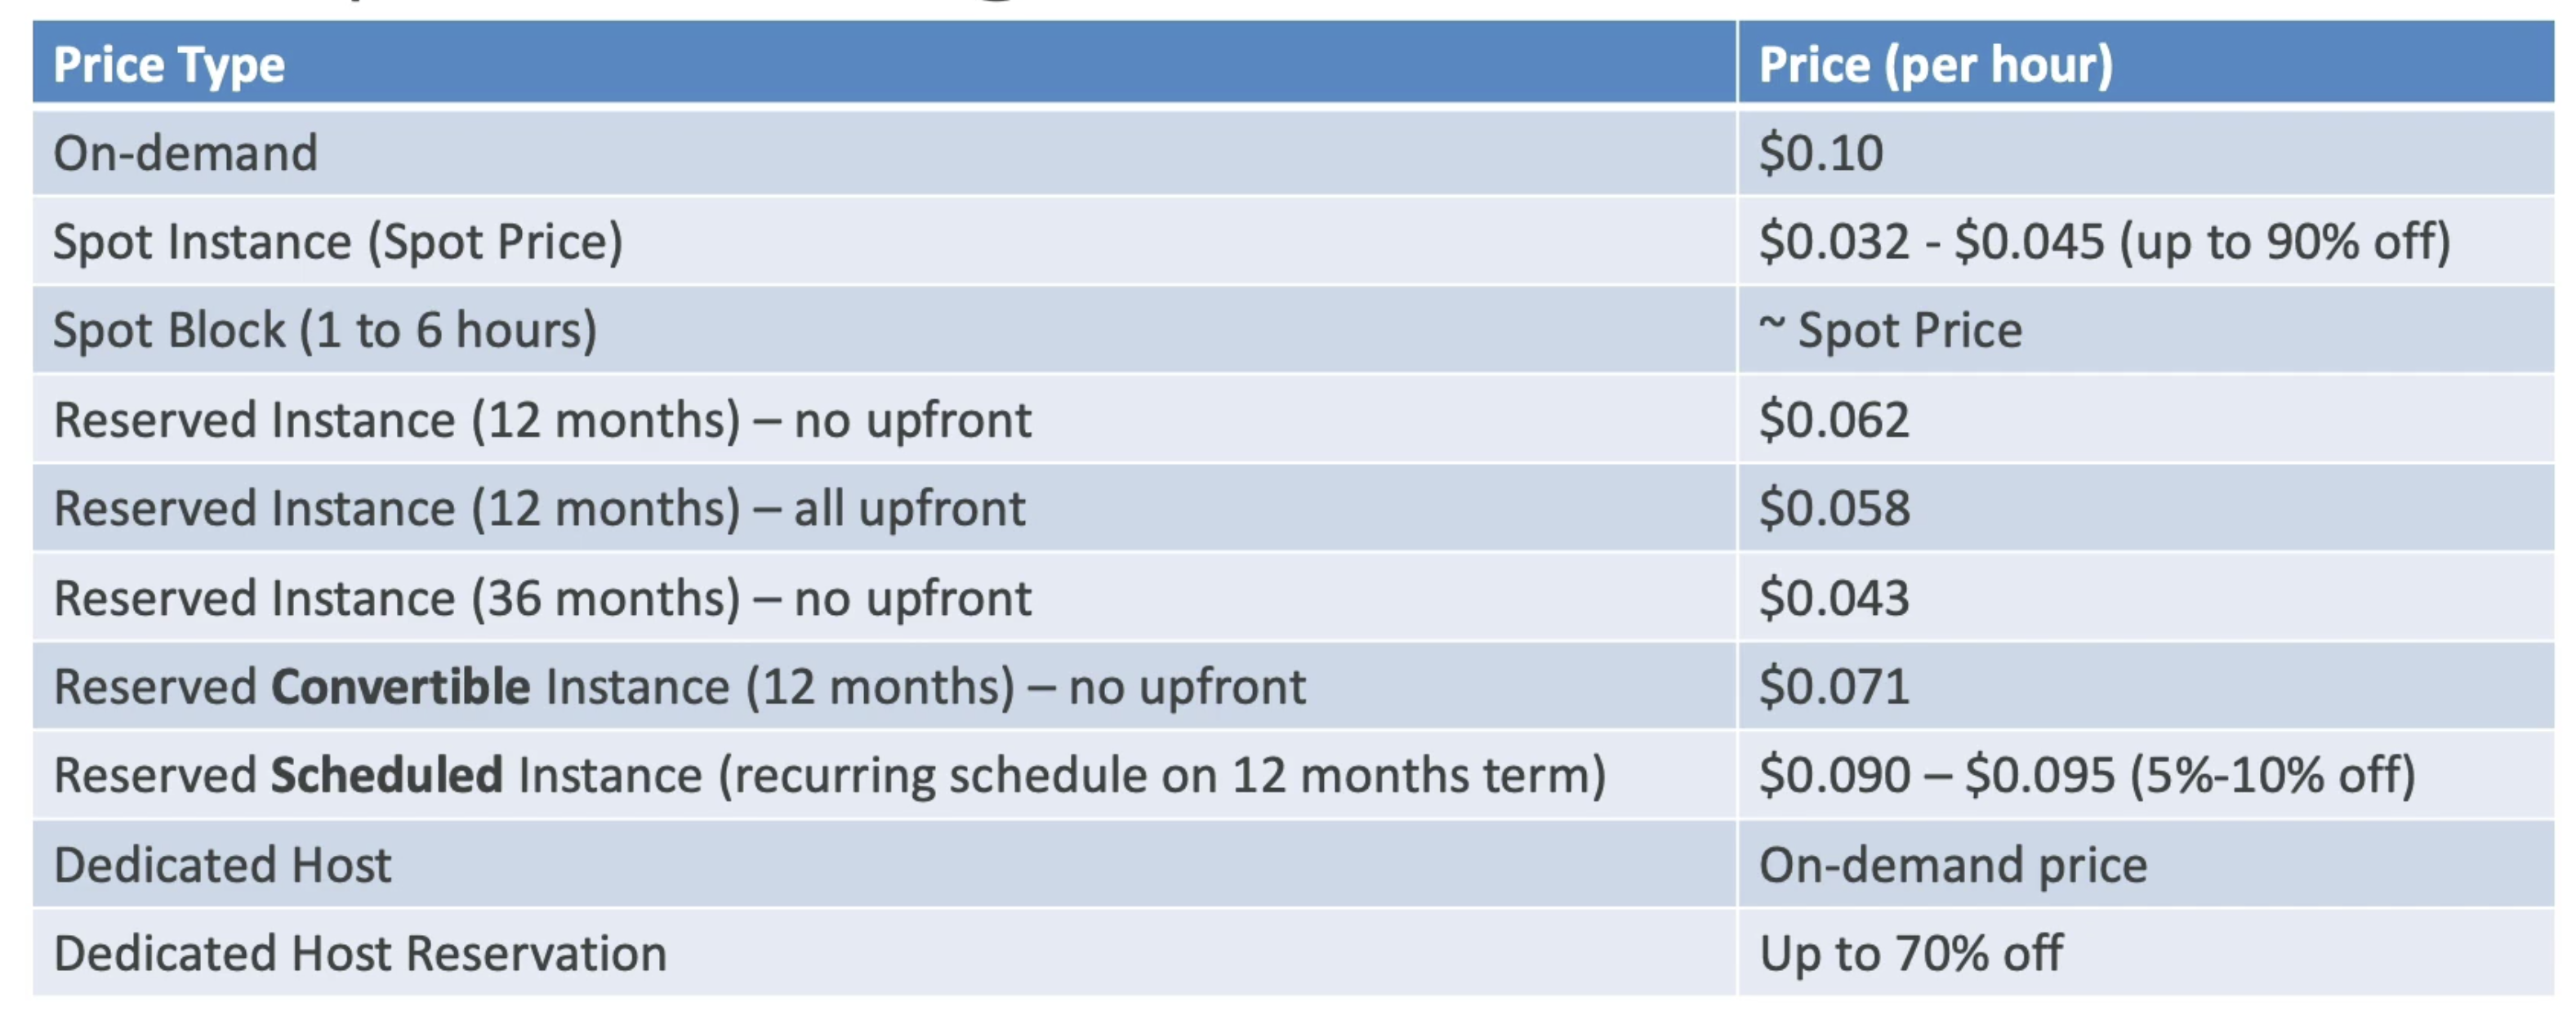 Price Type Price (per hour)
On-demand $0.10
Spot Instance (Spot Price) $0.032 - $0.045 (up to 90% off)
Spot Block (1 to 6 hours) ~ Spot Price
Reserved Instance (12 months) – no upfront $0.062
Reserved Instance (12 months) – all upfront $0.058
Reserved Instance (36 months) – no upfront $0.043
Reserved Convertible Instance (12 months) – no upfront $0.071
Reserved Scheduled Instance (recurring schedule on 12 months term) $0.090 – $0.095 (5%-10% off)
Dedicated Host On-demand price
Dedicated Host Reservation Up to 70% off